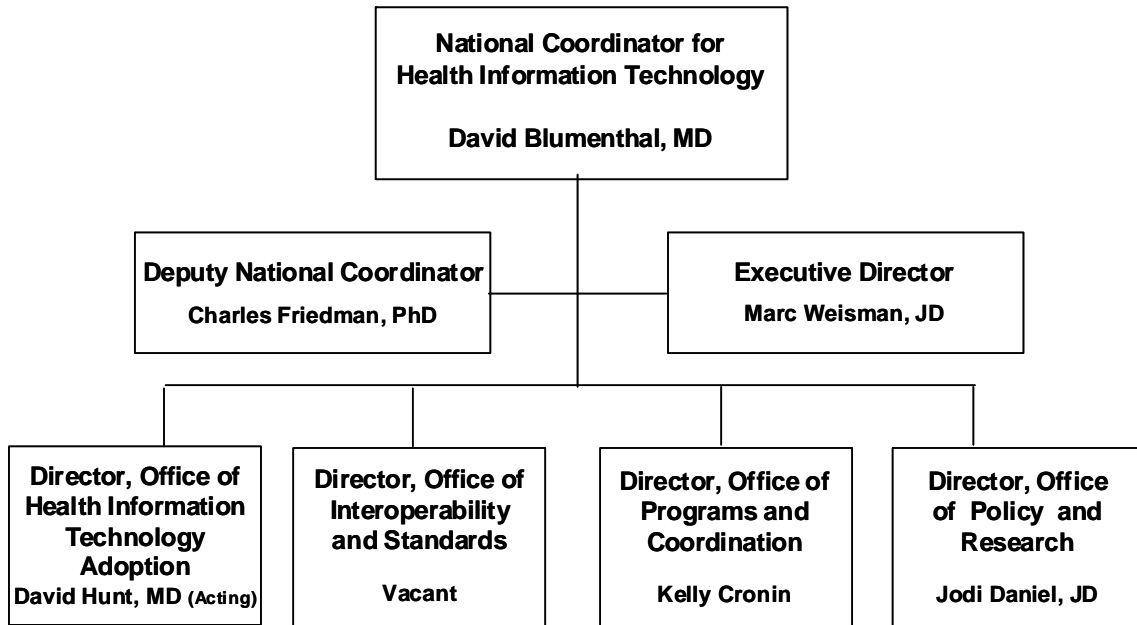 National Coordinator for
Health Information Technology
David Blumenthal, MD
Deputy National Coordinator
Charles Friedman, PhD
Executive Director
Marc Weisman, JD
Director, Office of
Health Information
Technology
Adoption
David Hunt, MD (Acting)
Director, Office of
Interoperability
and Standards
Vacant
Director, Office of
Programs and
Coordination
Kelly Cronin
Director, Office
of Policy and
Research
Jodi Daniel, JD